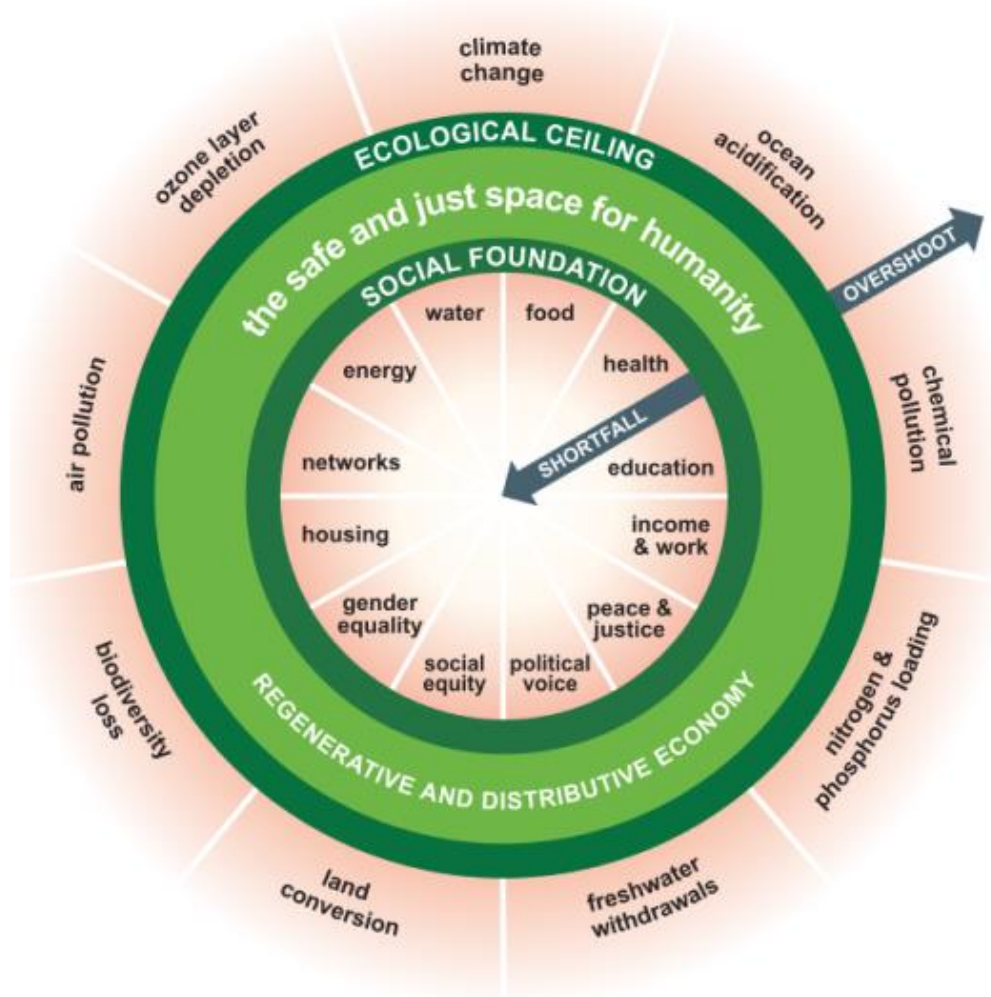 climate
change
ocean
acidification
chemical
pollution
nitrogen &
phosphorus loading
freshwater
withdrawals
land
conversion
biodiversity
loss
air pollution
ozone layer
depletion
ECOLOGICAL CEILING
the safe and just space for humanity
SOCIAL FOUNDATION
OVERSHOOT
water
food
energy
health
SHORTFALL
networks
education
housing
income
& work
gender
equality
peace &
justice
social
equity
political
voice
REGENERATIVE AND DISTRIBUTIVE ECONOMY